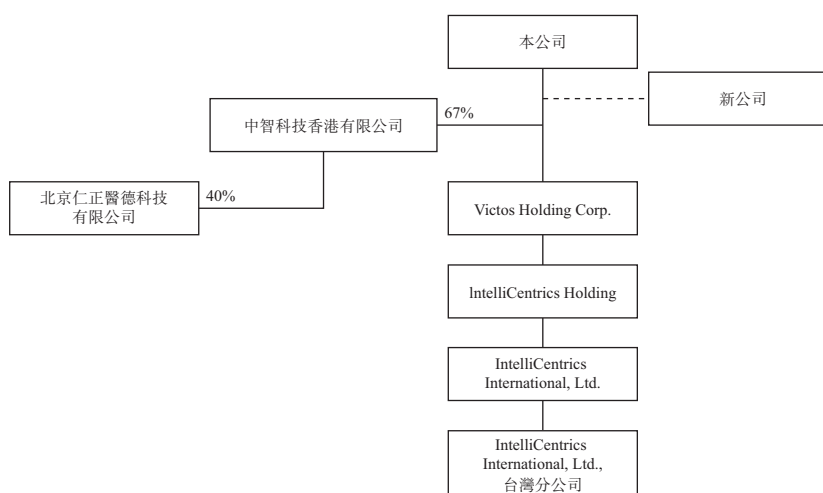 本公司
新公司
中智科技香港有限公司
67%
北京仁正醫德科技
有限公司
40%
Victos Holding Corp.
lntelliCentrics Holding
IntelliCentrics
International, Ltd.
IntelliCentrics
International, Ltd.,
台灣分公司